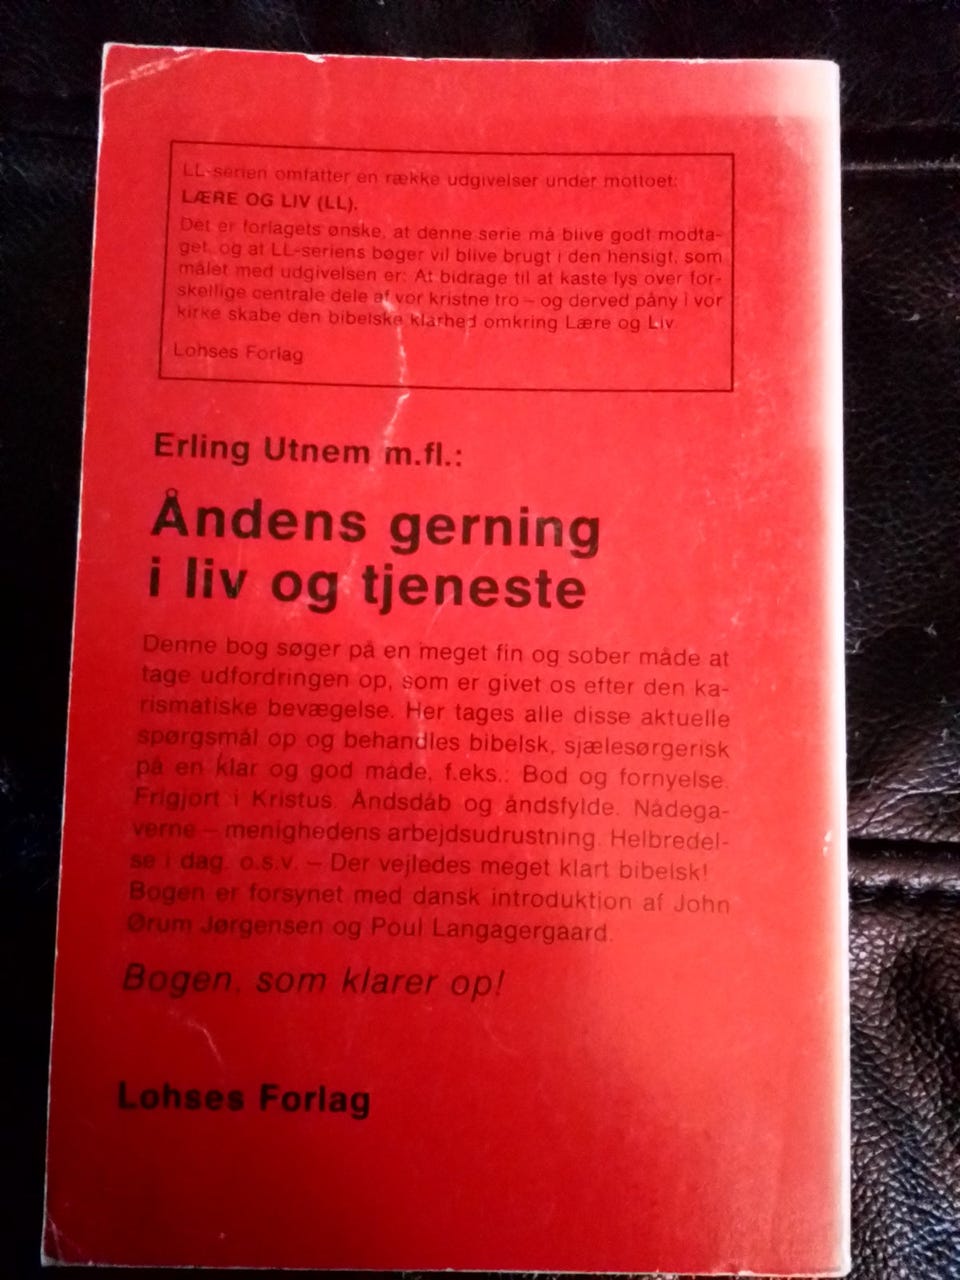 LL-serien omfatter en række udgivelser under mottoet:
LÆRE OG LIV (LL).
Det er forlagets ønske, at denne serie må blive godt modta-
get, og at LL-seriens bøger vil blive brugt i den hensigt, som
målet med udgivelsen er: At bidrage til at kaste lys over for-
skellige centrale dele af vor kristne tro – og derved påny i vor
kirke skabe den bibelske klarhed omkring Lære og Liv.
Lohses Forlag
Erling Utnem m.fl.:
Åndens gerning
i liv og tjeneste
Denne bog søger på en meget fin og sober måde at
tage udfordringen op, som er givet os efter den ka-
rismatiske bevægelse. Her tages alle disse aktuelle
spørgsmål op og behandles bibelsk, sjælesørgerisk
på en klar og god måde, f.eks.: Bod og fornyelse.
Frigjort i Kristus. Åndsdåb og åndsfylde. Nådega-
verne – menighedens arbejdsudrustning. Helbredel-
se i dag. o.s.v. – Der vejledes meget klart bibelsk!
Bogen er forsynet med dansk introduktion af John
Ørum Jørgensen og Poul Langagergaard.
Bogen, som klarer op!
Lohses Forlag